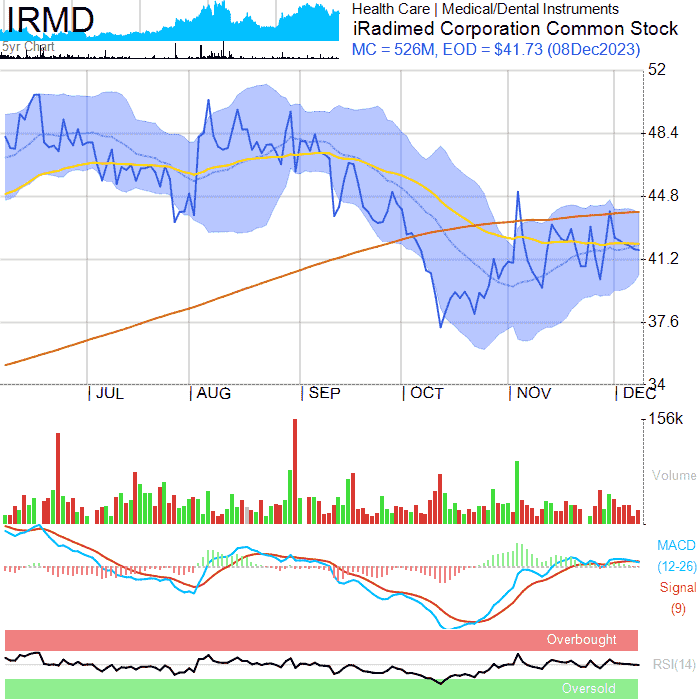 IRMD
5yr Chart
Health Care | Medical/Dental Instruments
iRadimed Corporation Common Stock
MC = 526M, EOD = $41.73 (08Dec2023)
52
48.4
44.8
41.2
37.6
34
JUL
AUG
SEP
OCT
NOV
DEC
156k
Volume
MACD
(12-26)
Signal
(9)
Overbought
RSI(14)
Oversold